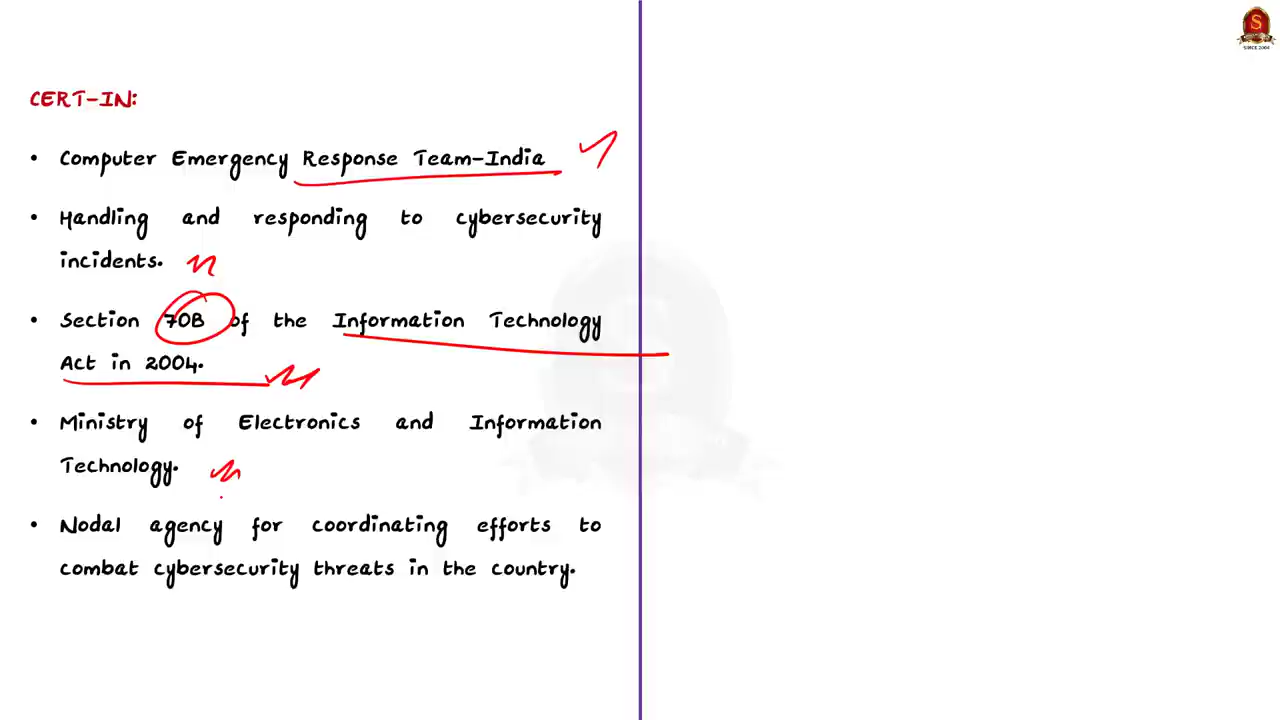 CERT-IN:
• Computer Emergency Response Team-India
• Handling and responding to cybersecurity
incidents.
• Section 70B of the Information Technology
Act in 2004.
• Ministry of Electronics and Information
Technology.
• Nodal agency for coordinating efforts to
combat cybersecurity threats in the country.
S
SINCE 2004